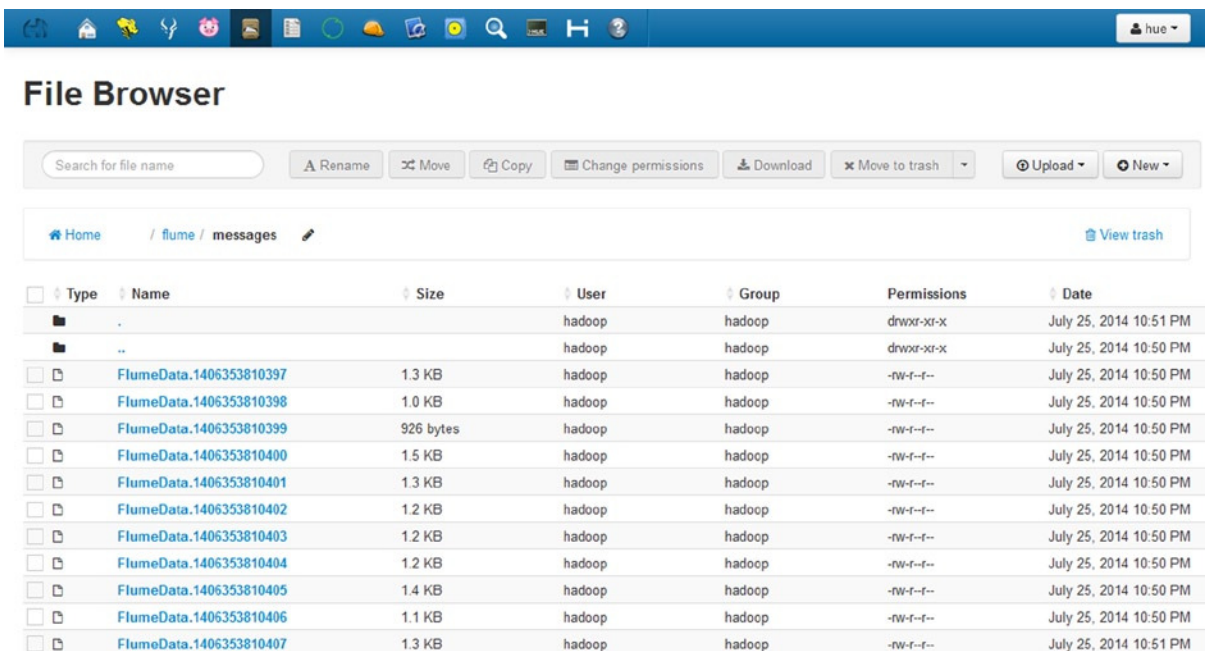 hue
File Browser
Search for file name Rename Move Copy Change permissions Download Move to trash Upload New
Home / flume / messages View trash
Type Name Size User Group Permissions Date
. hadoop hadoop drwxr-xr-x July 25, 2014 10:51 PM
.. hadoop hadoop drwxr-xr-x July 25, 2014 10:50 PM
FlumeData.1406353810397 1.3 KB hadoop hadoop -rw-r--r-- July 25, 2014 10:50 PM
FlumeData.1406353810398 1.0 KB hadoop hadoop -rw-r--r-- July 25, 2014 10:50 PM
FlumeData.1406353810399 926 bytes hadoop hadoop -rw-r--r-- July 25, 2014 10:50 PM
FlumeData.1406353810400 1.5 KB hadoop hadoop -rw-r--r-- July 25, 2014 10:50 PM
FlumeData.1406353810401 1.3 KB hadoop hadoop -rw-r--r-- July 25, 2014 10:50 PM
FlumeData.1406353810402 1.2 KB hadoop hadoop -rw-r--r-- July 25, 2014 10:50 PM
FlumeData.1406353810403 1.2 KB hadoop hadoop -rw-r--r-- July 25, 2014 10:50 PM
FlumeData.1406353810404 1.2 KB hadoop hadoop -rw-r--r-- July 25, 2014 10:50 PM
FlumeData.1406353810405 1.4 KB hadoop hadoop -rw-r--r-- July 25, 2014 10:50 PM
FlumeData.1406353810406 1.1 KB hadoop hadoop -rw-r--r-- July 25, 2014 10:50 PM
FlumeData.1406353810407 1.3 KB hadoop hadoop -rw-r--r-- July 25, 2014 10:51 PM